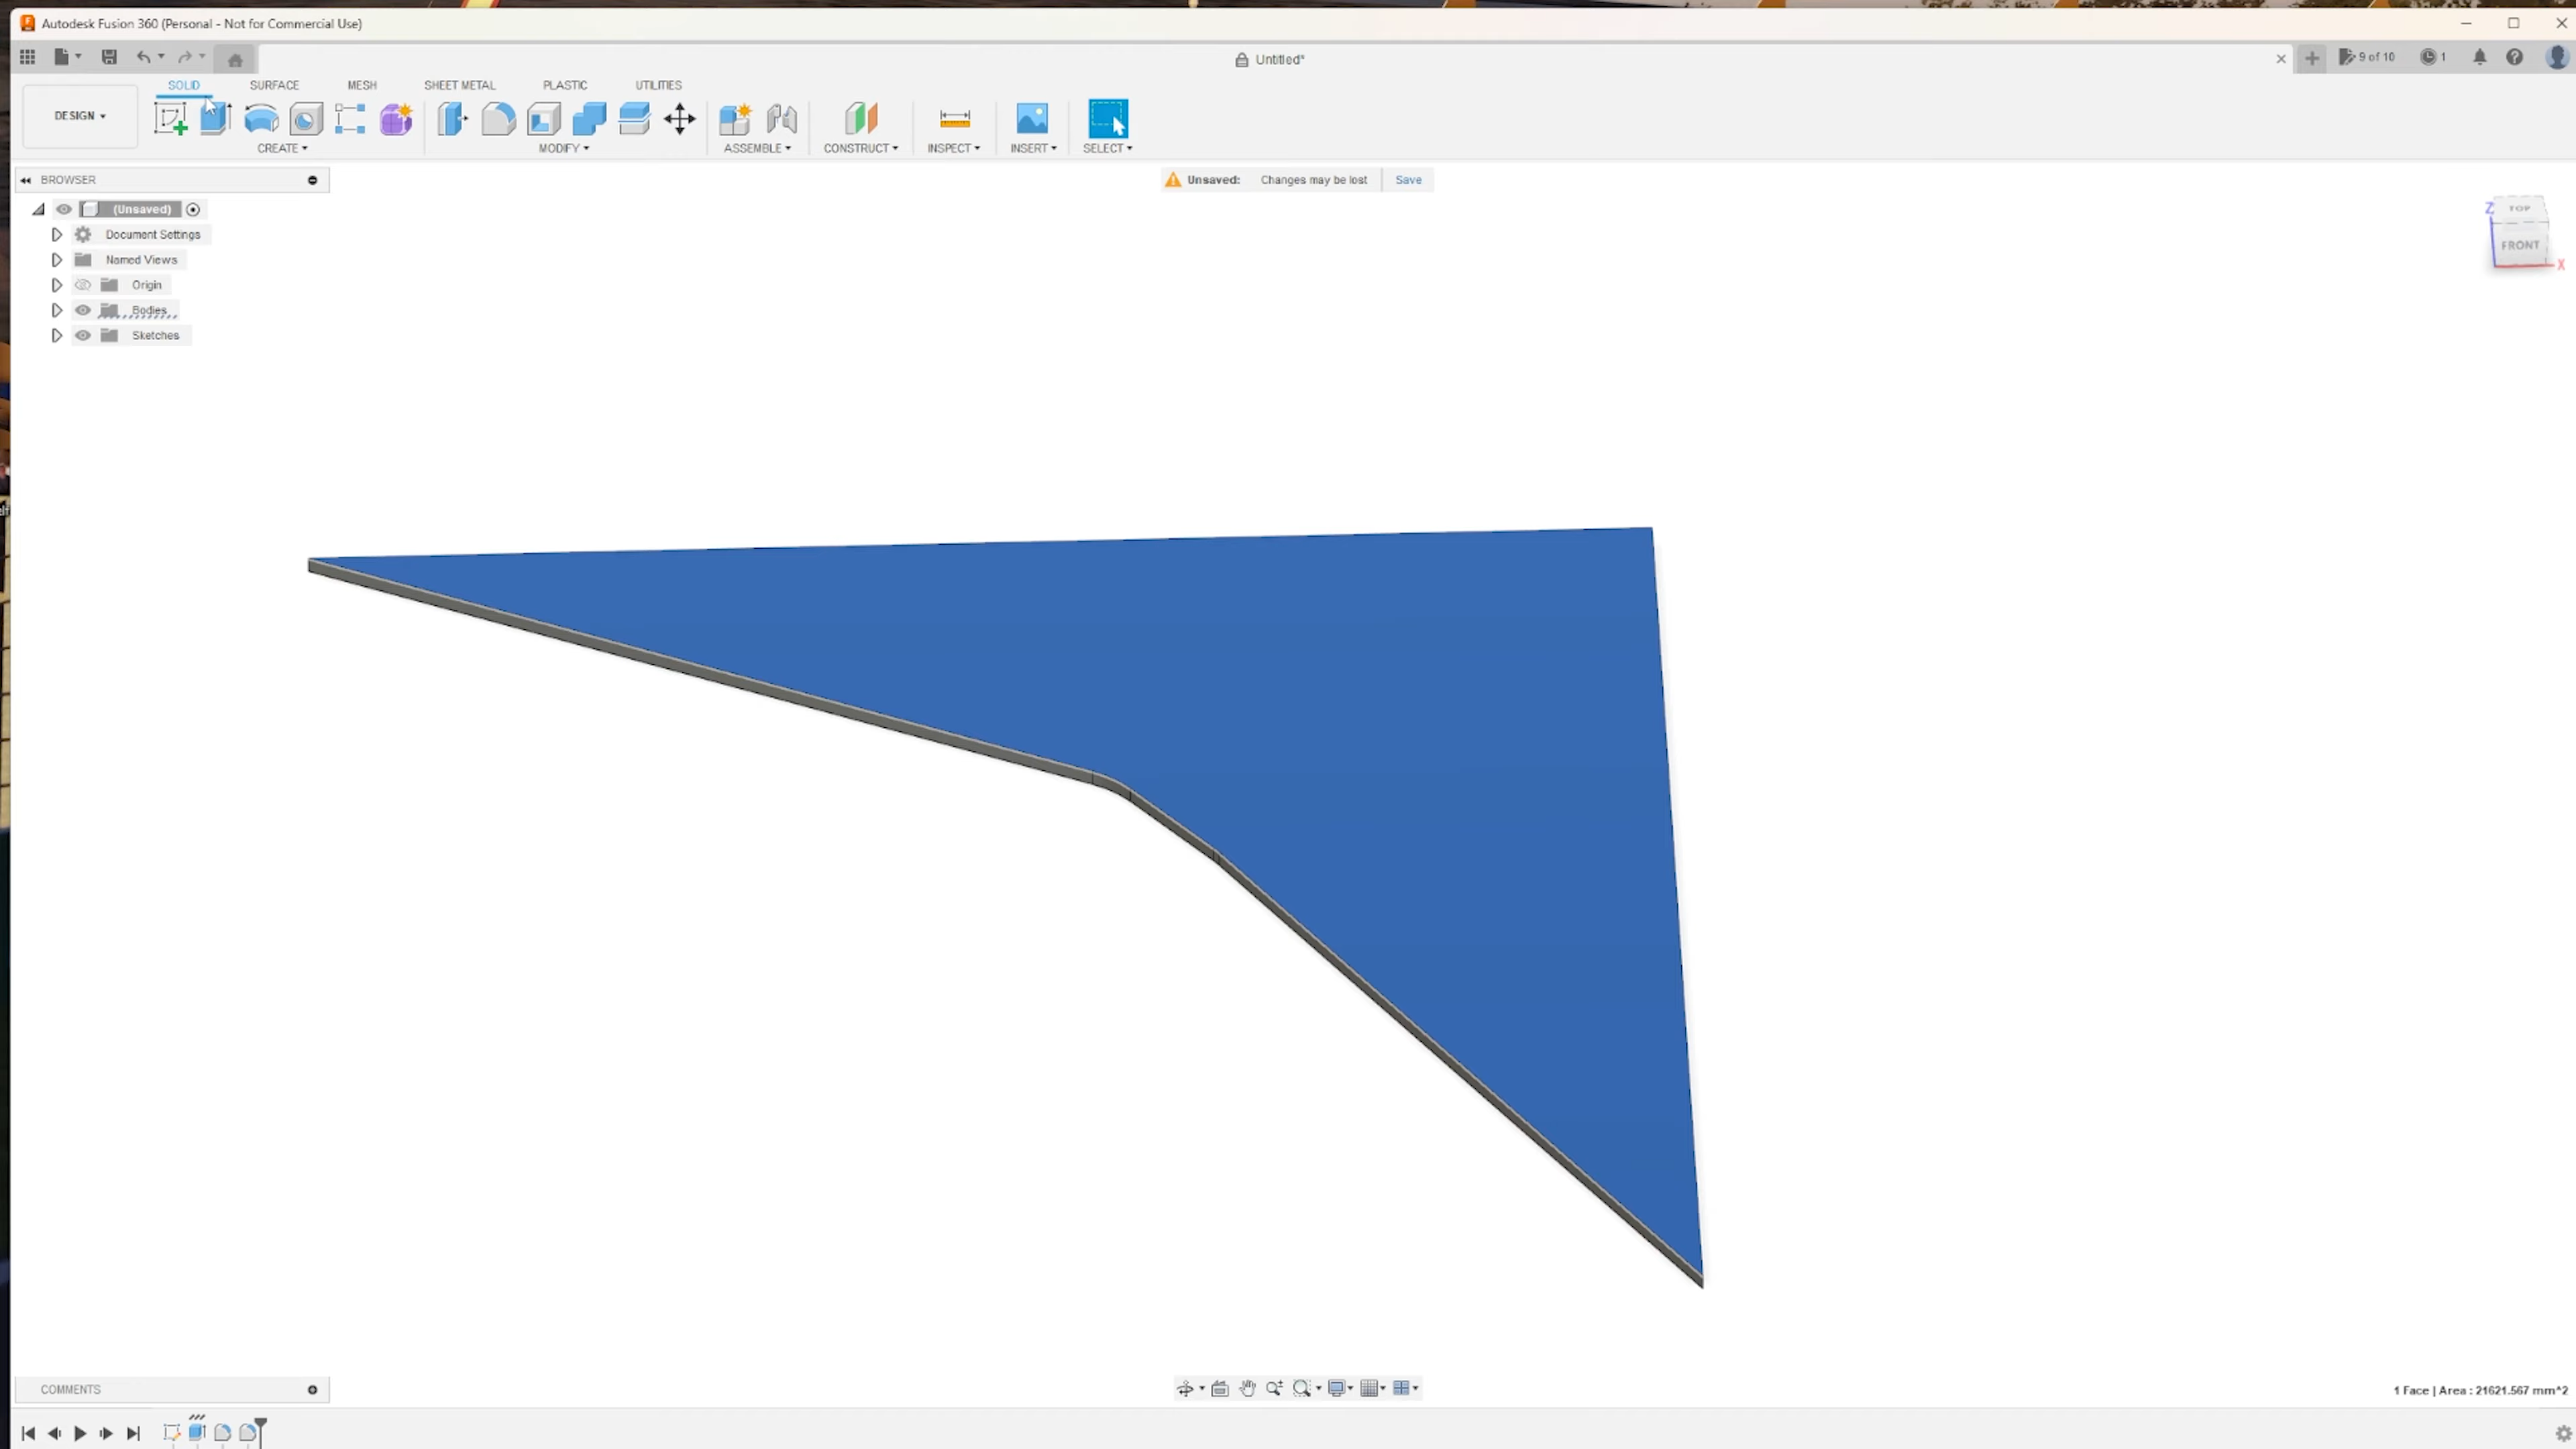 Autodesk Fusion 360 (Personal - Not for Commercial Use)
Untitled*
9 of 10
1
SOLID SURFACE MESH SHEET METAL PLASTIC UTILITIES
DESIGN
CREATE MODIFY ASSEMBLE CONSTRUCT INSPECT INSERT SELECT
BROWSER
Unsaved: Changes may be lost Save
(Unsaved)
Document Settings
Named Views
Origin
Bodies
Sketches
Z
TOP
FRONT
X
COMMENTS
1 Face | Area : 21621.567 mm^2